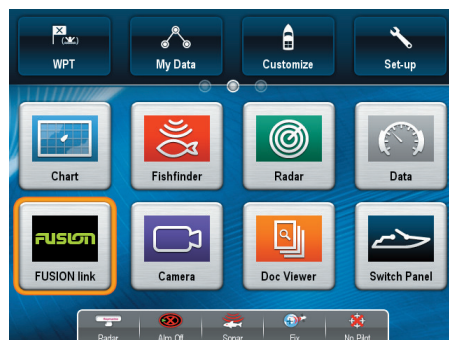 WPT My Data Customize Set-up
Chart Fishfinder Radar Data
FUSION
FUSION link Camera Doc Viewer Switch Panel
Radar Alm Off Sonar Fix No Pilot